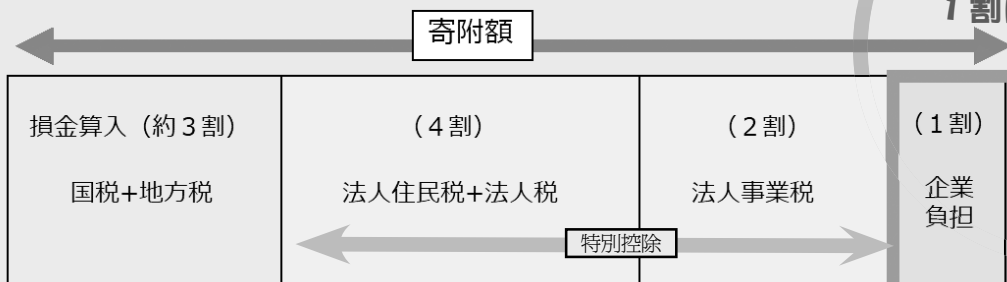 1割
寄附額
損金算入（約３割）
国税+地方税
（４割）
法人住民税+法人税
（２割）
法人事業税
（１割）
企業
負担
特別控除